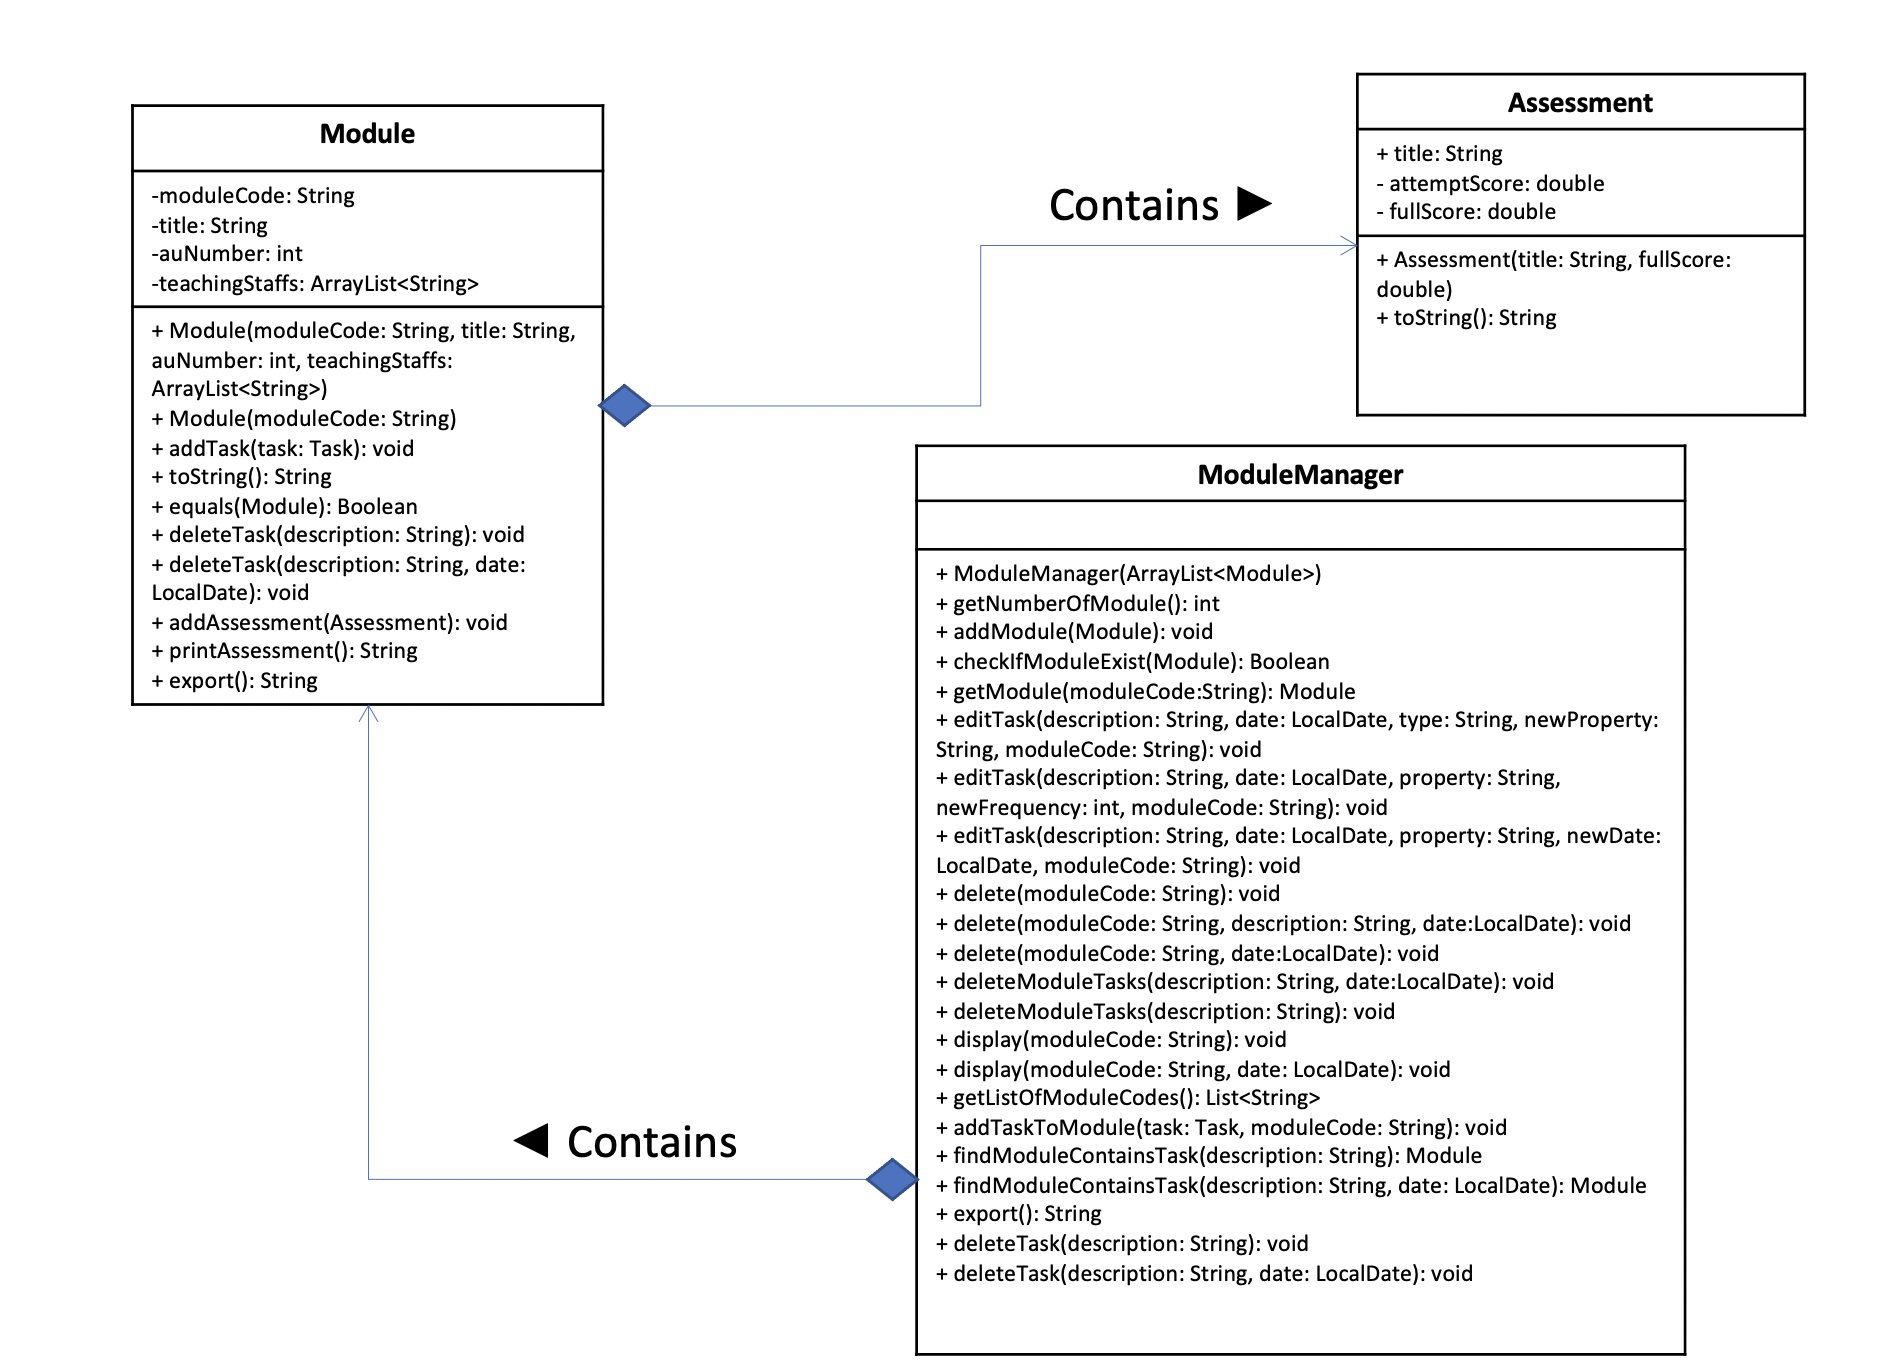 Module
-moduleCode: String
-title: String
-auNumber: int
-teachingStaffs: ArrayList<String>
+ Module(moduleCode: String, title: String,
auNumber: int, teachingStaffs:
ArrayList<String>)
+ Module(moduleCode: String)
+ addTask(task: Task): void
+ toString(): String
+ equals(Module): Boolean
+ deleteTask(description: String): void
+ deleteTask(description: String, date:
LocalDate): void
+ addAssessment(Assessment): void
+ printAssessment(): String
+ export(): String
Contains ►
Assessment
+ title: String
- attemptScore: double
- fullScore: double
+ Assessment(title: String, fullScore:
double)
+ toString(): String
◄ Contains
ModuleManager
+ ModuleManager(ArrayList<Module>)
+ getNumberOfModule(): int
+ addModule(Module): void
+ checkIfModuleExist(Module): Boolean
+ getModule(moduleCode:String): Module
+ editTask(description: String, date: LocalDate, type: String, newProperty:
String, moduleCode: String): void
+ editTask(description: String, date: LocalDate, property: String,
newFrequency: int, moduleCode: String): void
+ editTask(description: String, date: LocalDate, property: String, newDate:
LocalDate, moduleCode: String): void
+ delete(moduleCode: String): void
+ delete(moduleCode: String, description: String, date:LocalDate): void
+ delete(moduleCode: String, date:LocalDate): void
+ deleteModuleTasks(description: String, date:LocalDate): void
+ deleteModuleTasks(description: String): void
+ display(moduleCode: String): void
+ display(moduleCode: String, date: LocalDate): void
+ getListOfModuleCodes(): List<String>
+ addTaskToModule(task: Task, moduleCode: String): void
+ findModuleContainsTask(description: String): Module
+ findModuleContainsTask(description: String, date: LocalDate): Module
+ export(): String
+ deleteTask(description: String): void
+ deleteTask(description: String, date: LocalDate): void